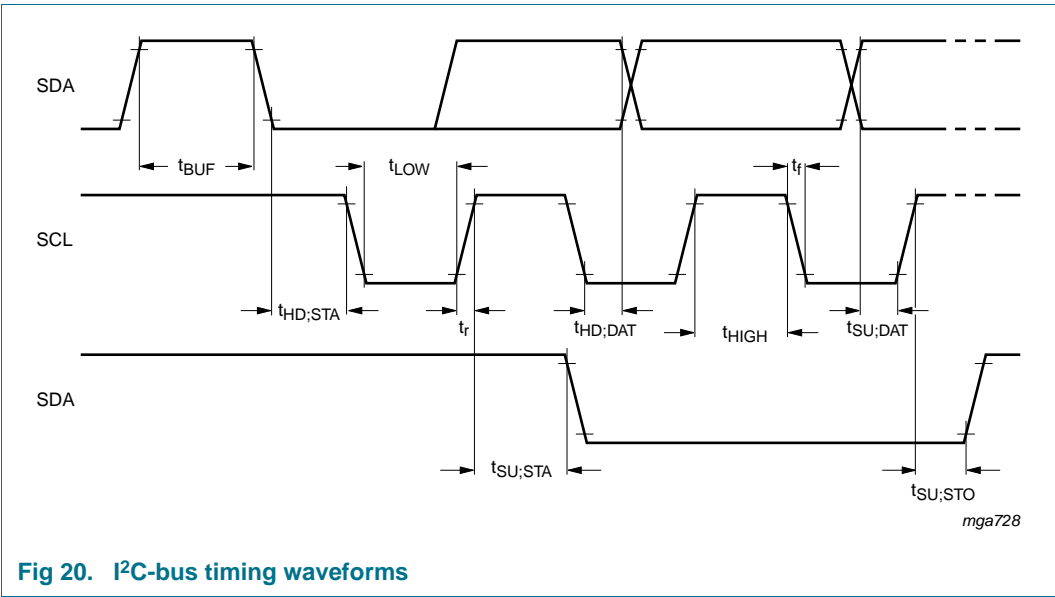 SDA
tBUF
tLOW
tf
SCL
tHD;STA
tr
tHD;DAT
tHIGH
tSU;DAT
SDA
tSU;STA
tSU;STO
mga728
Fig 20. I²C-bus timing waveforms